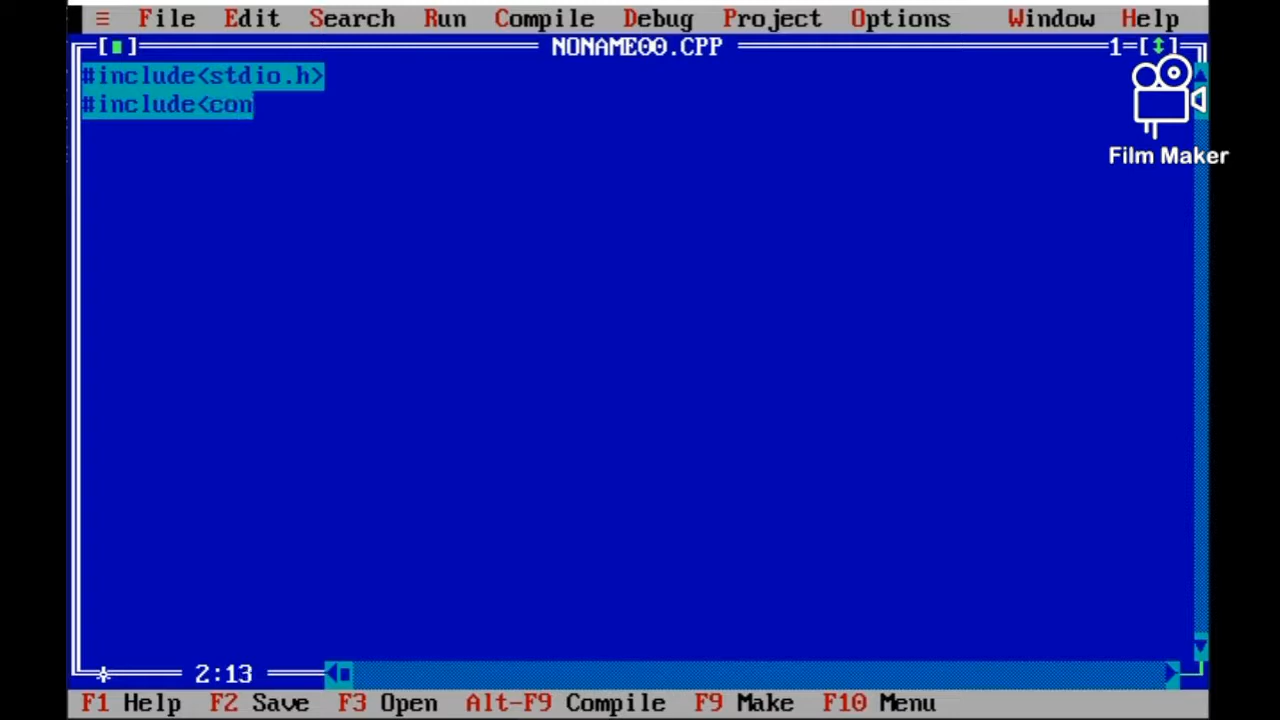 ≡ File Edit Search Run Compile Debug Project Options Window Help
[■] NONAME00.CPP 1=[↕]
#include<stdio.h>
#include<con
Film Maker
2:13
F1 Help F2 Save F3 Open Alt-F9 Compile F9 Make F10 Menu